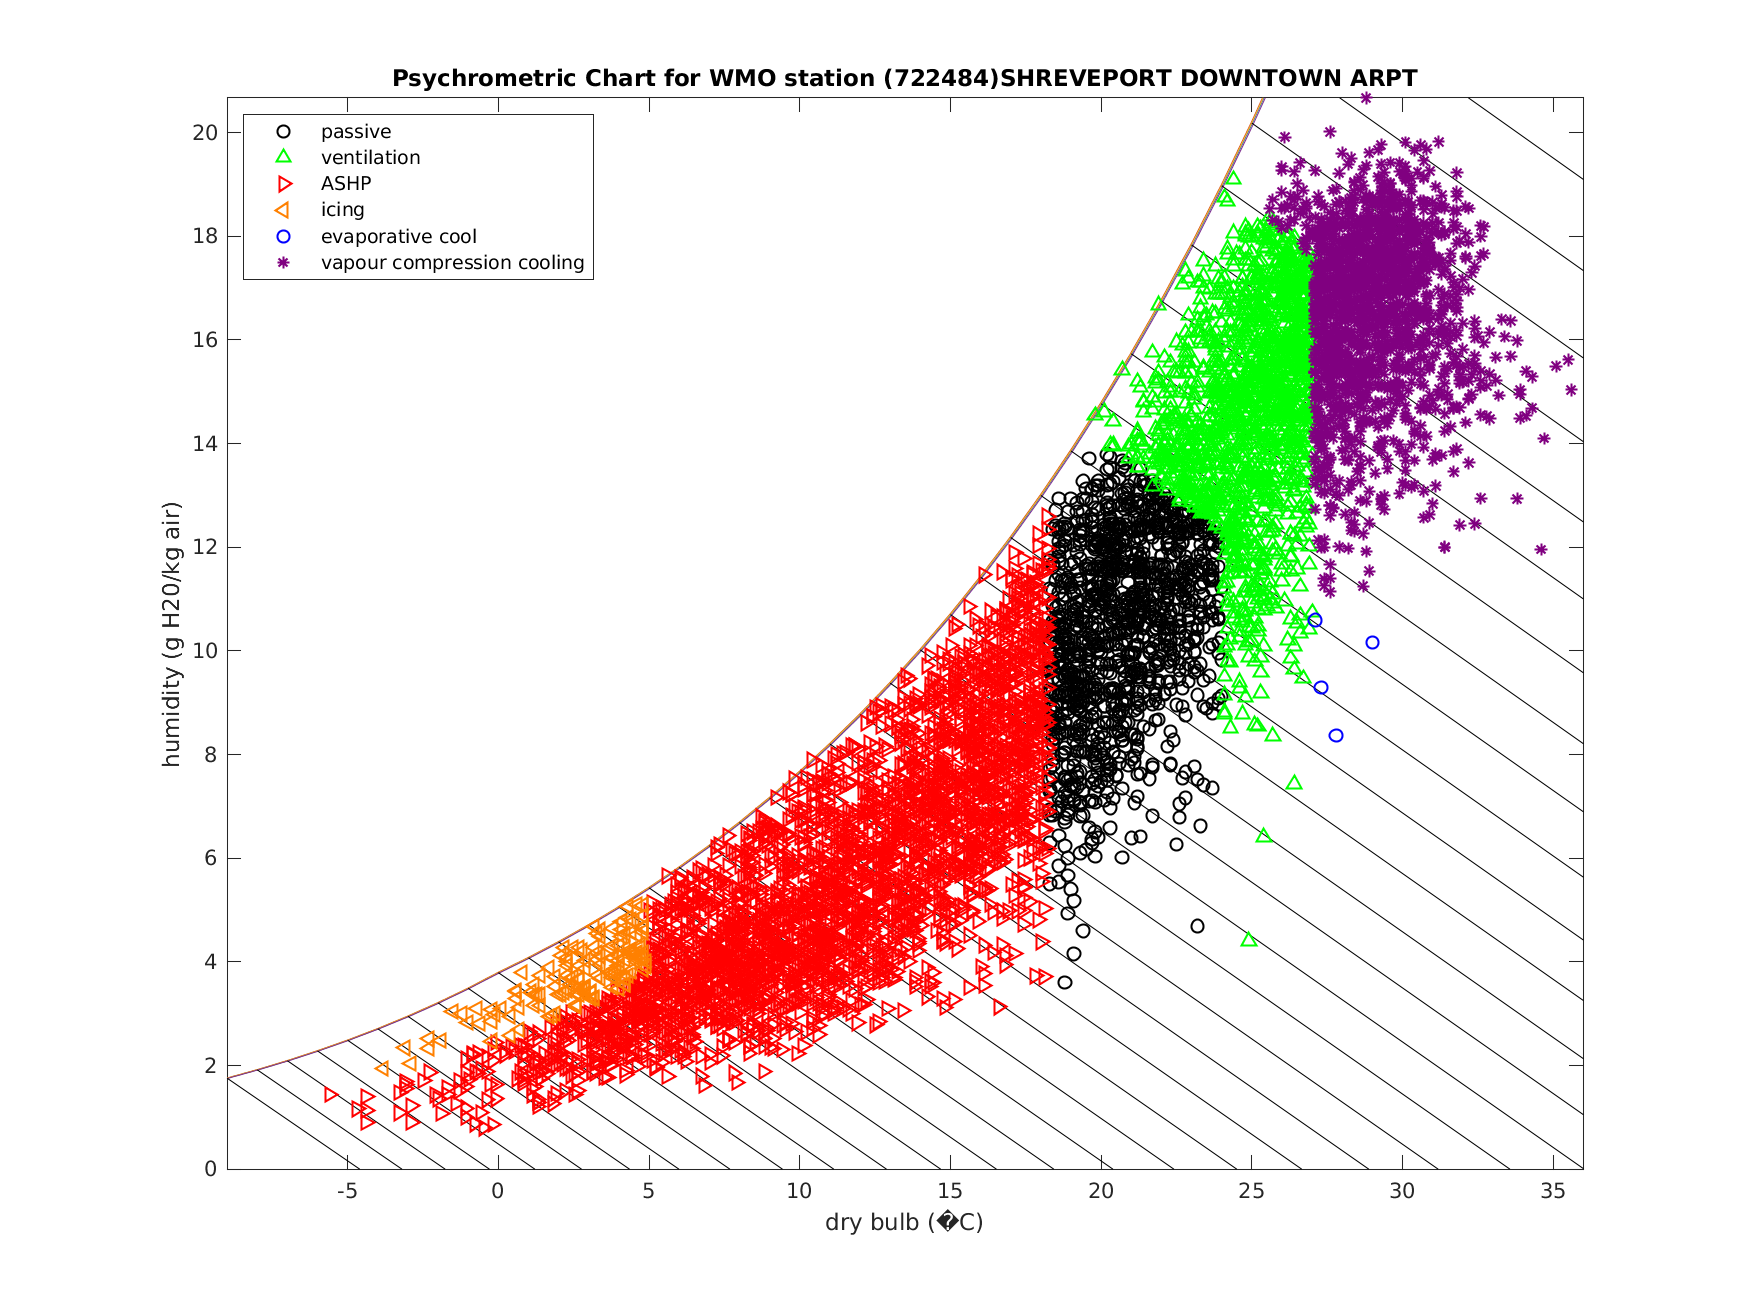 Psychrometric Chart for WMO station (722484)SHREVEPORT DOWNTOWN ARPT
passive
ventilation
ASHP
icing
evaporative cool
vapour compression cooling
humidity (g H20/kg air)
20
18
16
14
12
10
8
6
4
2
0
-5 0 5 10 15 20 25 30 35
dry bulb (�C)